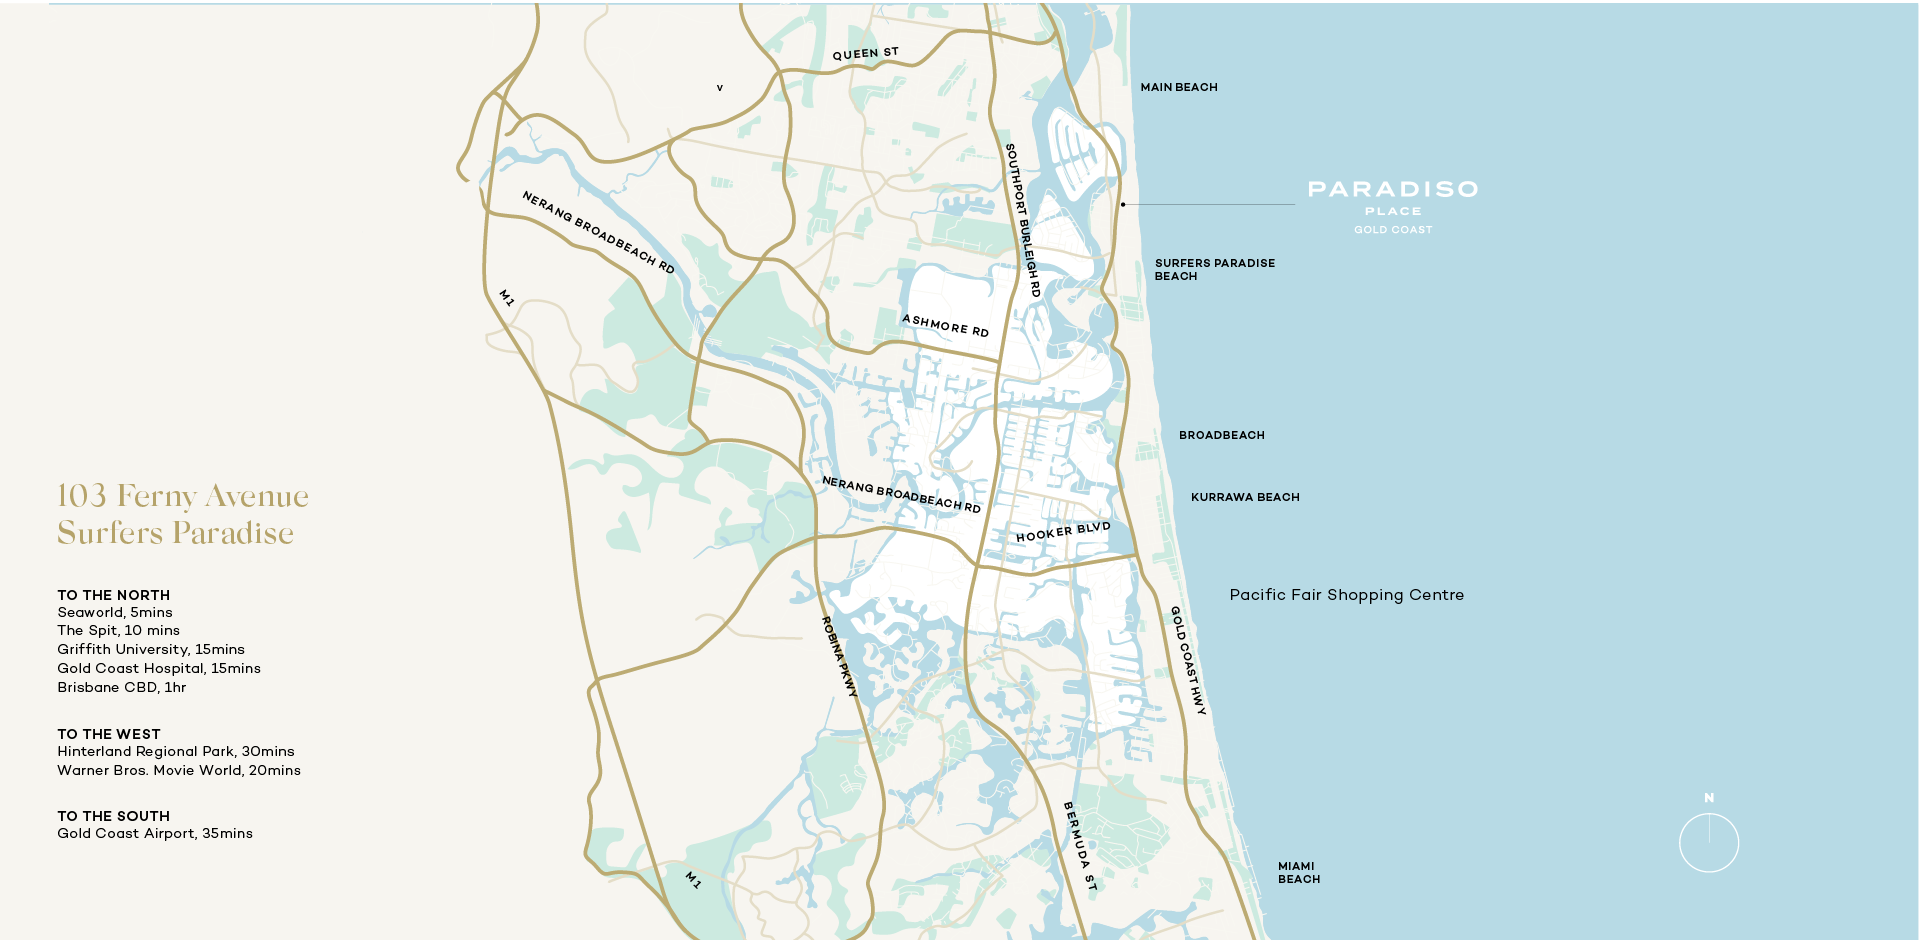 QUEEN ST
v
MAIN BEACH
SOUTHPORT BURLEIGH RD
PARADISO
PLACE
GOLD COAST
NERANG BROADBEACH RD
SURFERS PARADISE
BEACH
M1
ASHMORE RD
BROADBEACH
NERANG BROADBEACH RD
KURRAWA BEACH
HOOKER BLVD
103 Ferny Avenue
Surfers Paradise
Pacific Fair Shopping Centre
TO THE NORTH
Seaworld, 5mins
The Spit, 10 mins
Griffith University, 15mins
Gold Coast Hospital, 15mins
Brisbane CBD, 1hr
ROBINA PKWY
GOLD COAST HWY
TO THE WEST
Hinterland Regional Park, 30mins
Warner Bros. Movie World, 20mins
TO THE SOUTH
Gold Coast Airport, 35mins
N
BERMUDA ST
MIAMI
BEACH
M1